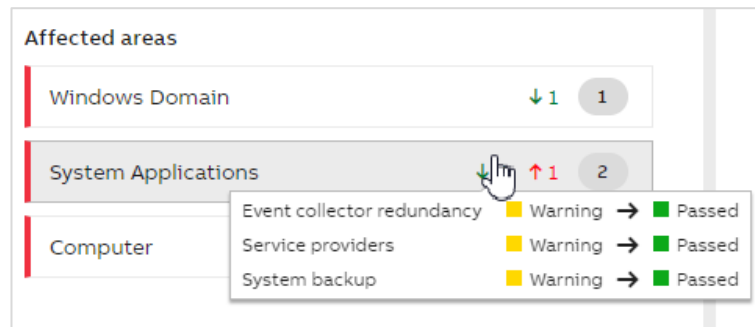 Affected areas
Windows Domain ↓ 1 1
System Applications ↓ ↑ 1 2
Event collector redundancy Warning → Passed
Computer Service providers Warning → Passed
System backup Warning → Passed